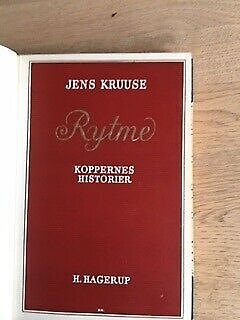 JENS KRUUSE
Rytme
KOPPERNES
HISTORIER
H. HAGERUP